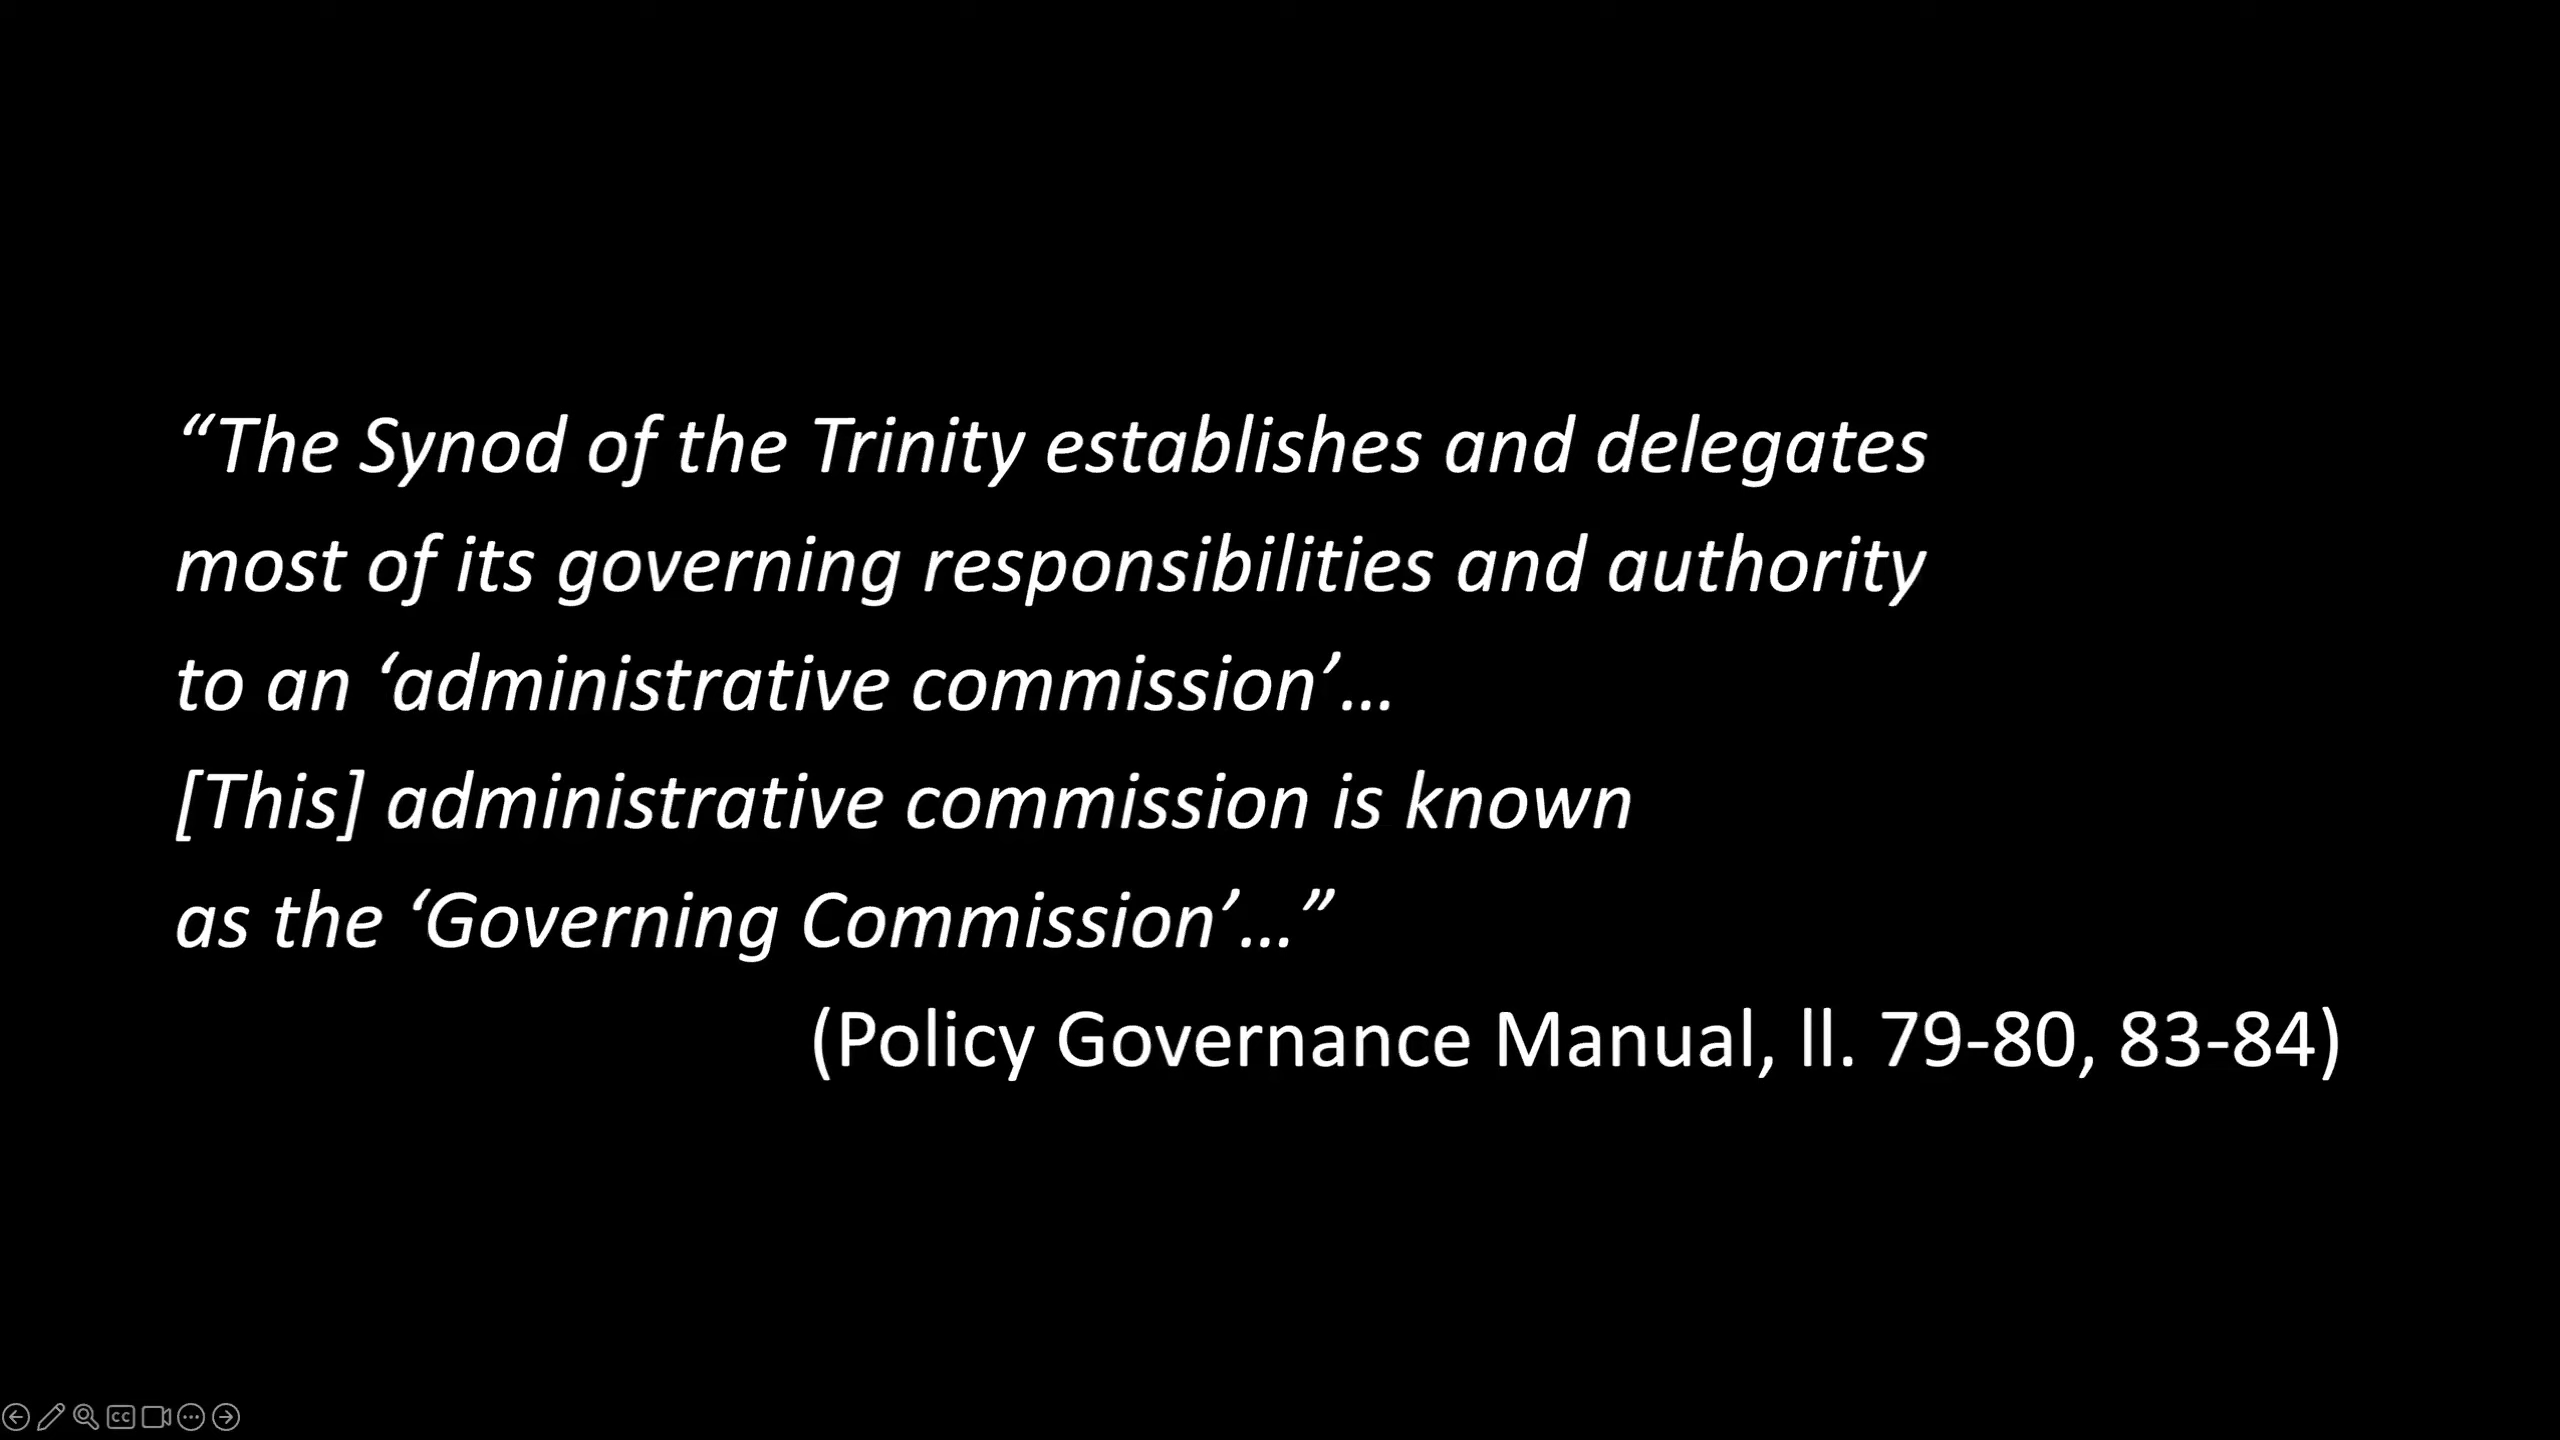 “The Synod of the Trinity establishes and delegates
most of its governing responsibilities and authority
to an ‘administrative commission’…
[This] administrative commission is known
as the ‘Governing Commission’…”
(Policy Governance Manual, ll. 79-80, 83-84)
CC